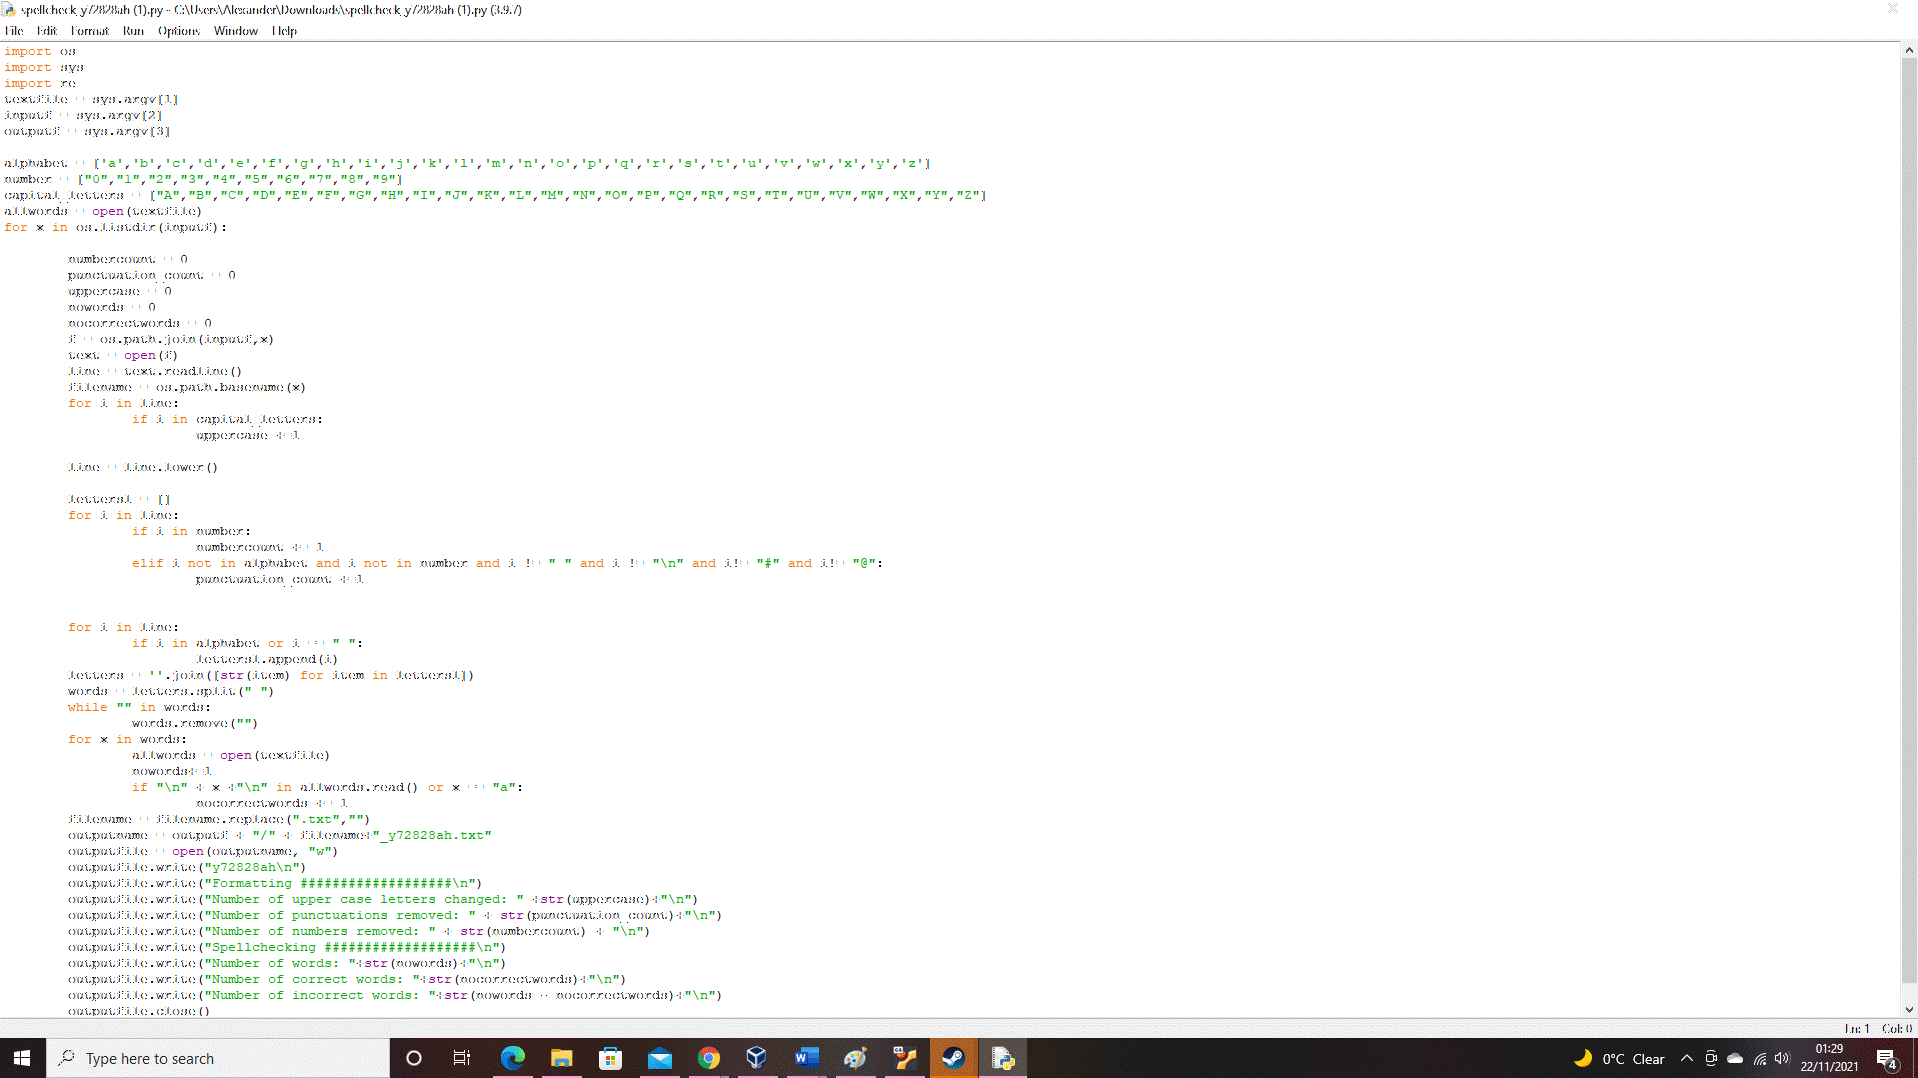 spellcheck_y72828ah (1).py - C:\Users\Alexander\Downloads\spellcheck_y72828ah (1).py (3.9.7)
File Edit Format Run Options Window Help
import os
import sys
import re
textfile = sys.argv[1]
inputf = sys.argv[2]
outputf = sys.argv[3]
alphabet = ['a','b','c','d','e','f','g','h','i','j','k','l','m','n','o','p','q','r','s','t','u','v','w','x','y','z']
number = ["0","1","2","3","4","5","6","7","8","9"]
capital_letters = ["A","B","C","D","E","F","G","H","I","J","K","L","M","N","O","P","Q","R","S","T","U","V","W","X","Y","Z"]
allwords = open(textfile)
for x in os.listdir(inputf):
numbercount = 0
punctuation_count = 0
uppercase = 0
nowords = 0
nocorrectwords = 0
f = os.path.join(inputf,x)
text = open(f)
line = text.readline()
filename = os.path.basename(x)
for i in line:
if i in capital_letters:
uppercase += 1
line = line.lower()
lettersl = []
for i in line:
if i in number:
numbercount += 1
elif i not in alphabet and i not in number and i != " " and i != "\n" and i!= "#" and i!= "@":
punctuation_count += 1
for i in line:
if i in alphabet or i == " ":
lettersl.append(i)
letters = ''.join([str(item) for item in lettersl])
words = letters.split(" ")
while "" in words:
words.remove("")
for x in words:
allwords = open(textfile)
nowords+=1
if "\n" + x +"\n" in allwords.read() or x == "a":
nocorrectwords += 1
filename = filename.replace(".txt","")
outputname = outputf + "/" + filename+"_y72828ah.txt"
outputfile = open(outputname, "w")
outputfile.write("y72828ah\n")
outputfile.write("Formatting ###################\n")
outputfile.write("Number of upper case letters changed: " +str(uppercase)+"\n")
outputfile.write("Number of punctuations removed: " + str(punctuation_count)+"\n")
outputfile.write("Number of numbers removed: " + str(numbercount) + "\n")
outputfile.write("Spellchecking ###################\n")
outputfile.write("Number of words: "+str(nowords)+"\n")
outputfile.write("Number of correct words: "+str(nocorrectwords)+"\n")
outputfile.write("Number of incorrect words: "+str(nowords - nocorrectwords)+"\n")
outputfile.close()
Ln: 1 Col: 0
Type here to search
0°C Clear
01:29
22/11/2021
4